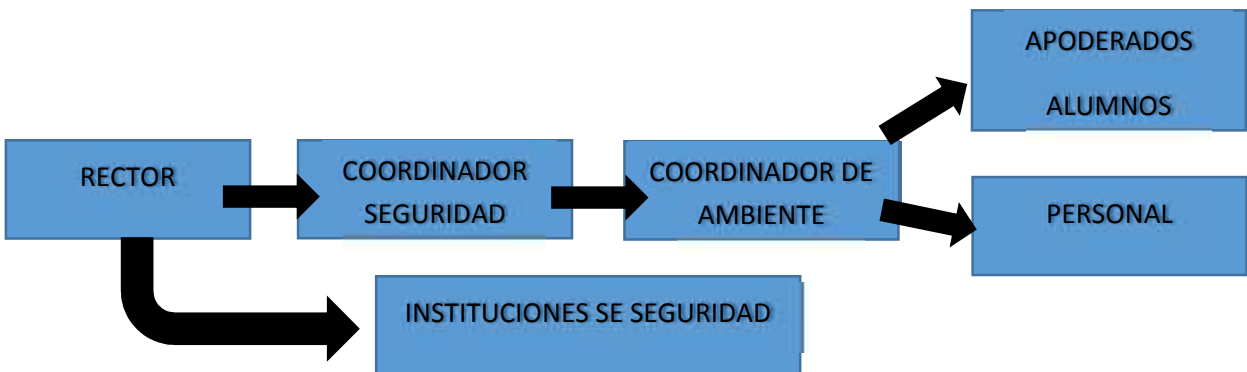 RECTOR
COORDINADOR
SEGURIDAD
COORDINADOR DE
AMBIENTE
APODERADOS
ALUMNOS
PERSONAL
INSTITUCIONES SE SEGURIDAD